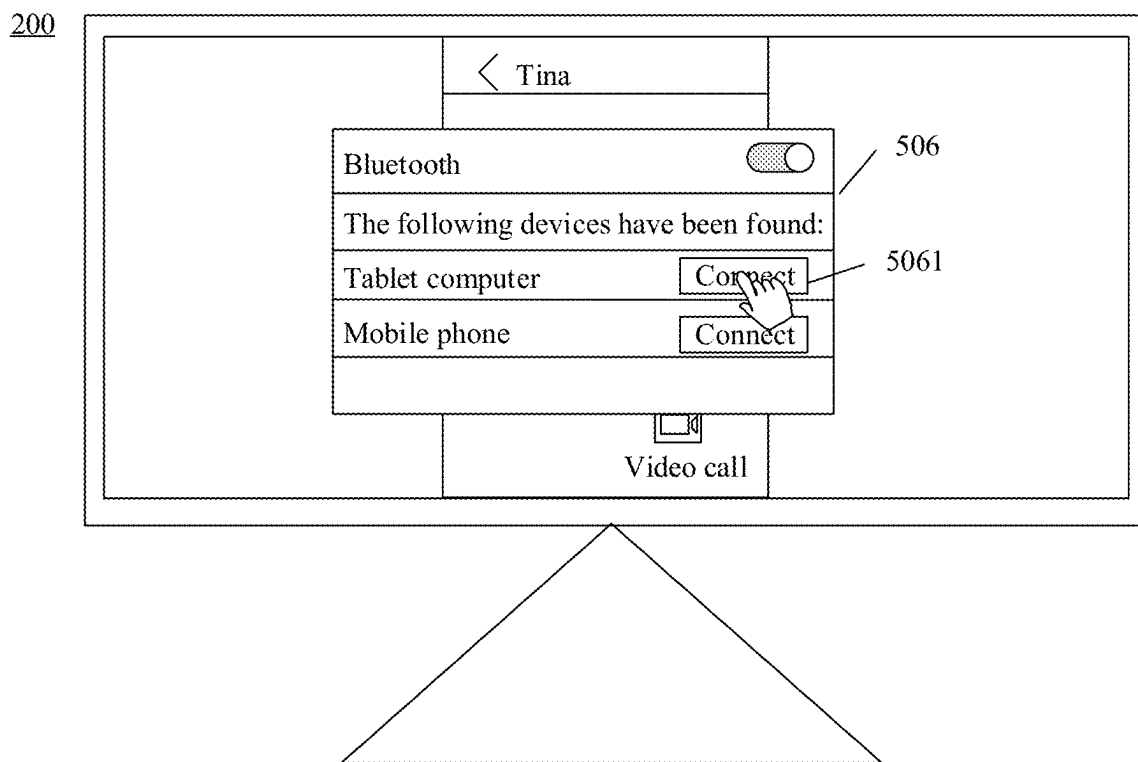 200
Tina
Bluetooth
506
The following devices have been found:
Tablet computer Connect
5061
Mobile phone Connect
Video call